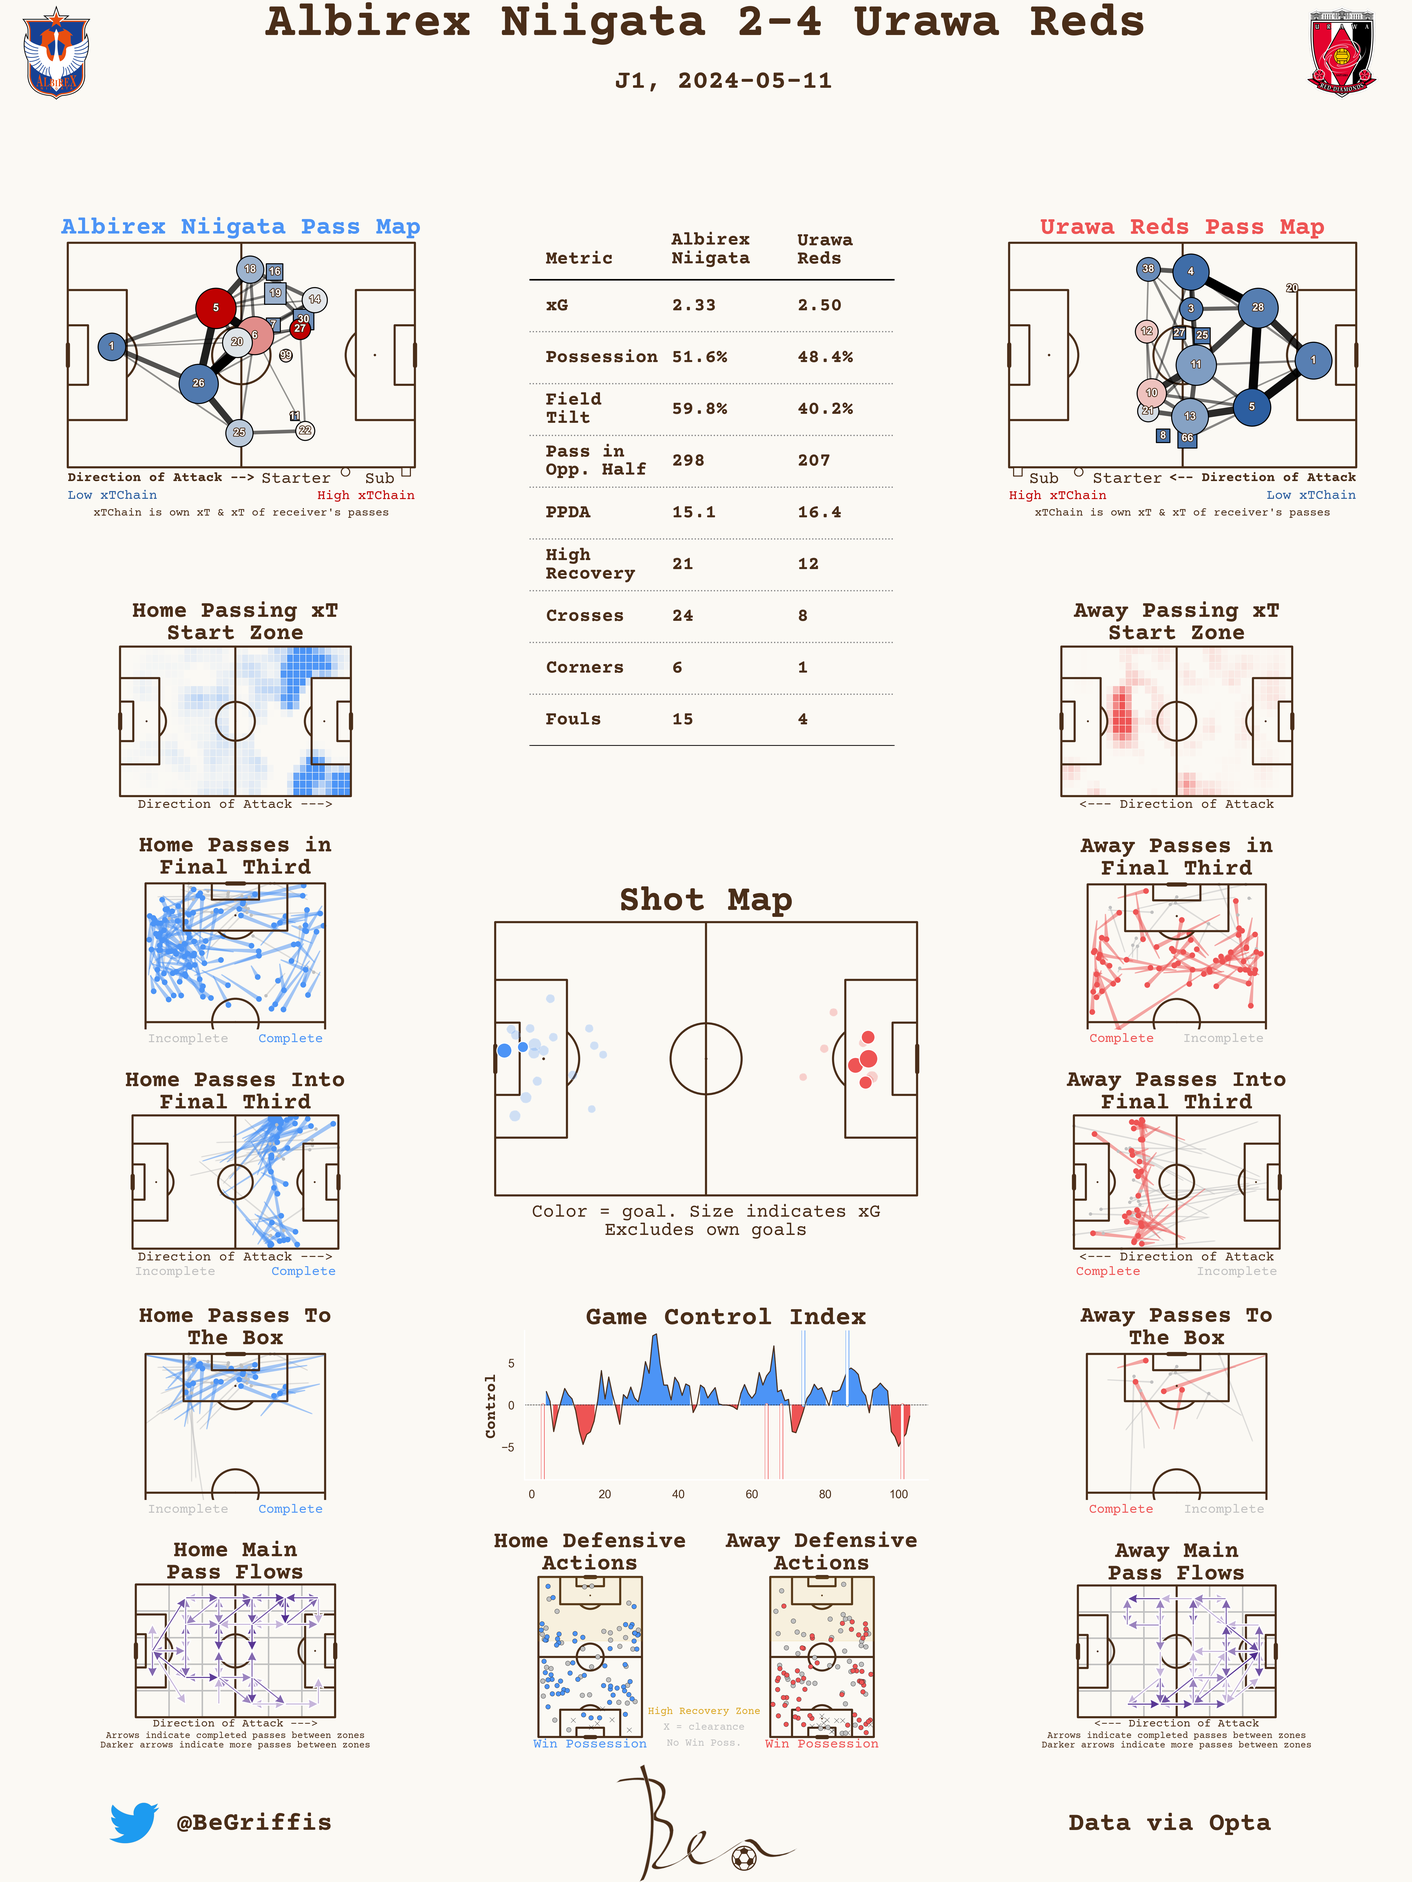 Albirex Niigata 2-4 Urawa Reds
J1, 2024-05-11
ALBIREX
URAWA
RED DIAMONDS
Albirex Niigata Pass Map
18
16
19
14
5
30
7
27
6
20
1
99
26
11
25
22
Direction of Attack --> Starter Sub
Low xTChain High xTChain
xTChain is own xT & xT of receiver's passes
Metric Albirex Niigata Urawa Reds
xG 2.33 2.50
Possession 51.6% 48.4%
Field Tilt 59.8% 40.2%
Pass in Opp. Half 298 207
PPDA 15.1 16.4
High Recovery 21 12
Crosses 24 8
Corners 6 1
Fouls 15 4
Urawa Reds Pass Map
38
4
20
3
28
12
27
25
11
1
10
21
13
5
8
66
Sub Starter <-- Direction of Attack
High xTChain Low xTChain
xTChain is own xT & xT of receiver's passes
Home Passing xT
Start Zone
Direction of Attack --->
Away Passing xT
Start Zone
<--- Direction of Attack
Home Passes in
Final Third
Incomplete Complete
Away Passes in
Final Third
Complete Incomplete
Shot Map
Color = goal. Size indicates xG
Excludes own goals
Home Passes Into
Final Third
Direction of Attack --->
Incomplete Complete
Away Passes Into
Final Third
<--- Direction of Attack
Complete Incomplete
Home Passes To
The Box
Incomplete Complete
Game Control Index
Control
5
0
−5
0 20 40 60 80 100
Away Passes To
The Box
Complete Incomplete
Home Main
Pass Flows
Direction of Attack --->
Arrows indicate completed passes between zones
Darker arrows indicate more passes between zones
Home Defensive
Actions
Win Possession
High Recovery Zone
X = clearance
No Win Poss.
Away Defensive
Actions
Win Possession
Away Main
Pass Flows
<--- Direction of Attack
Arrows indicate completed passes between zones
Darker arrows indicate more passes between zones
@BeGriffis
Ben
Data via Opta